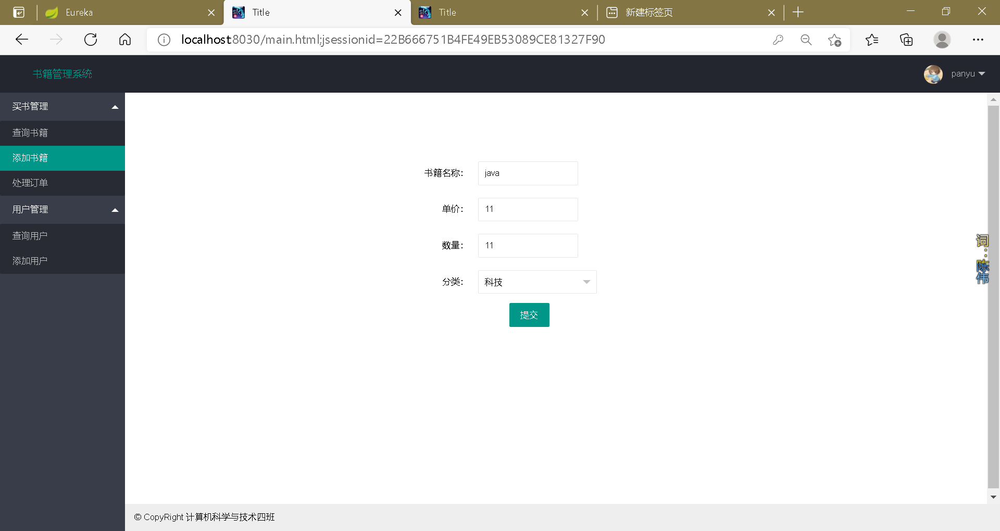 Eureka
Title
Title
新建标签页
localhost:8030/main.html;jsessionid=22B666751B4FE49EB53089CE81327F90
书籍管理系统
panyu
买书管理
查询书籍
添加书籍
处理订单
用户管理
查询用户
添加用户
书籍名称:
java
单价:
11
数量:
11
分类:
科技
提交
词：陈伟
© CopyRight 计算机科学与技术四班